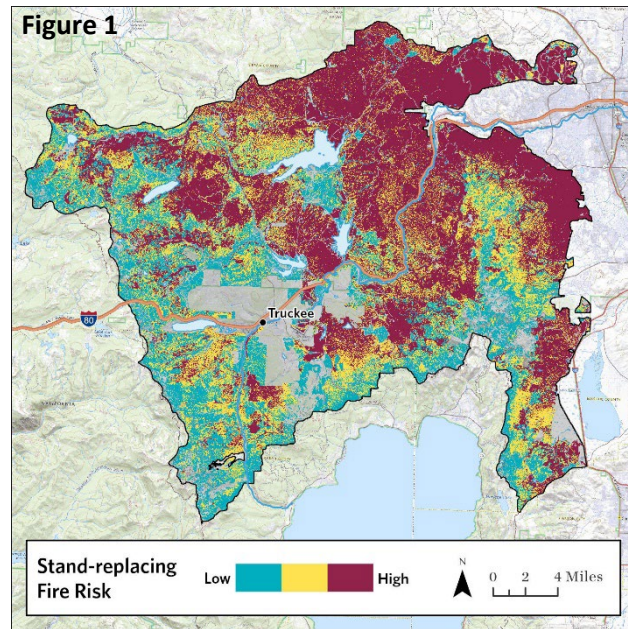 Figure 1
80
Truckee
Stand-replacing
Fire Risk
Low
High
N
0 2 4 Miles